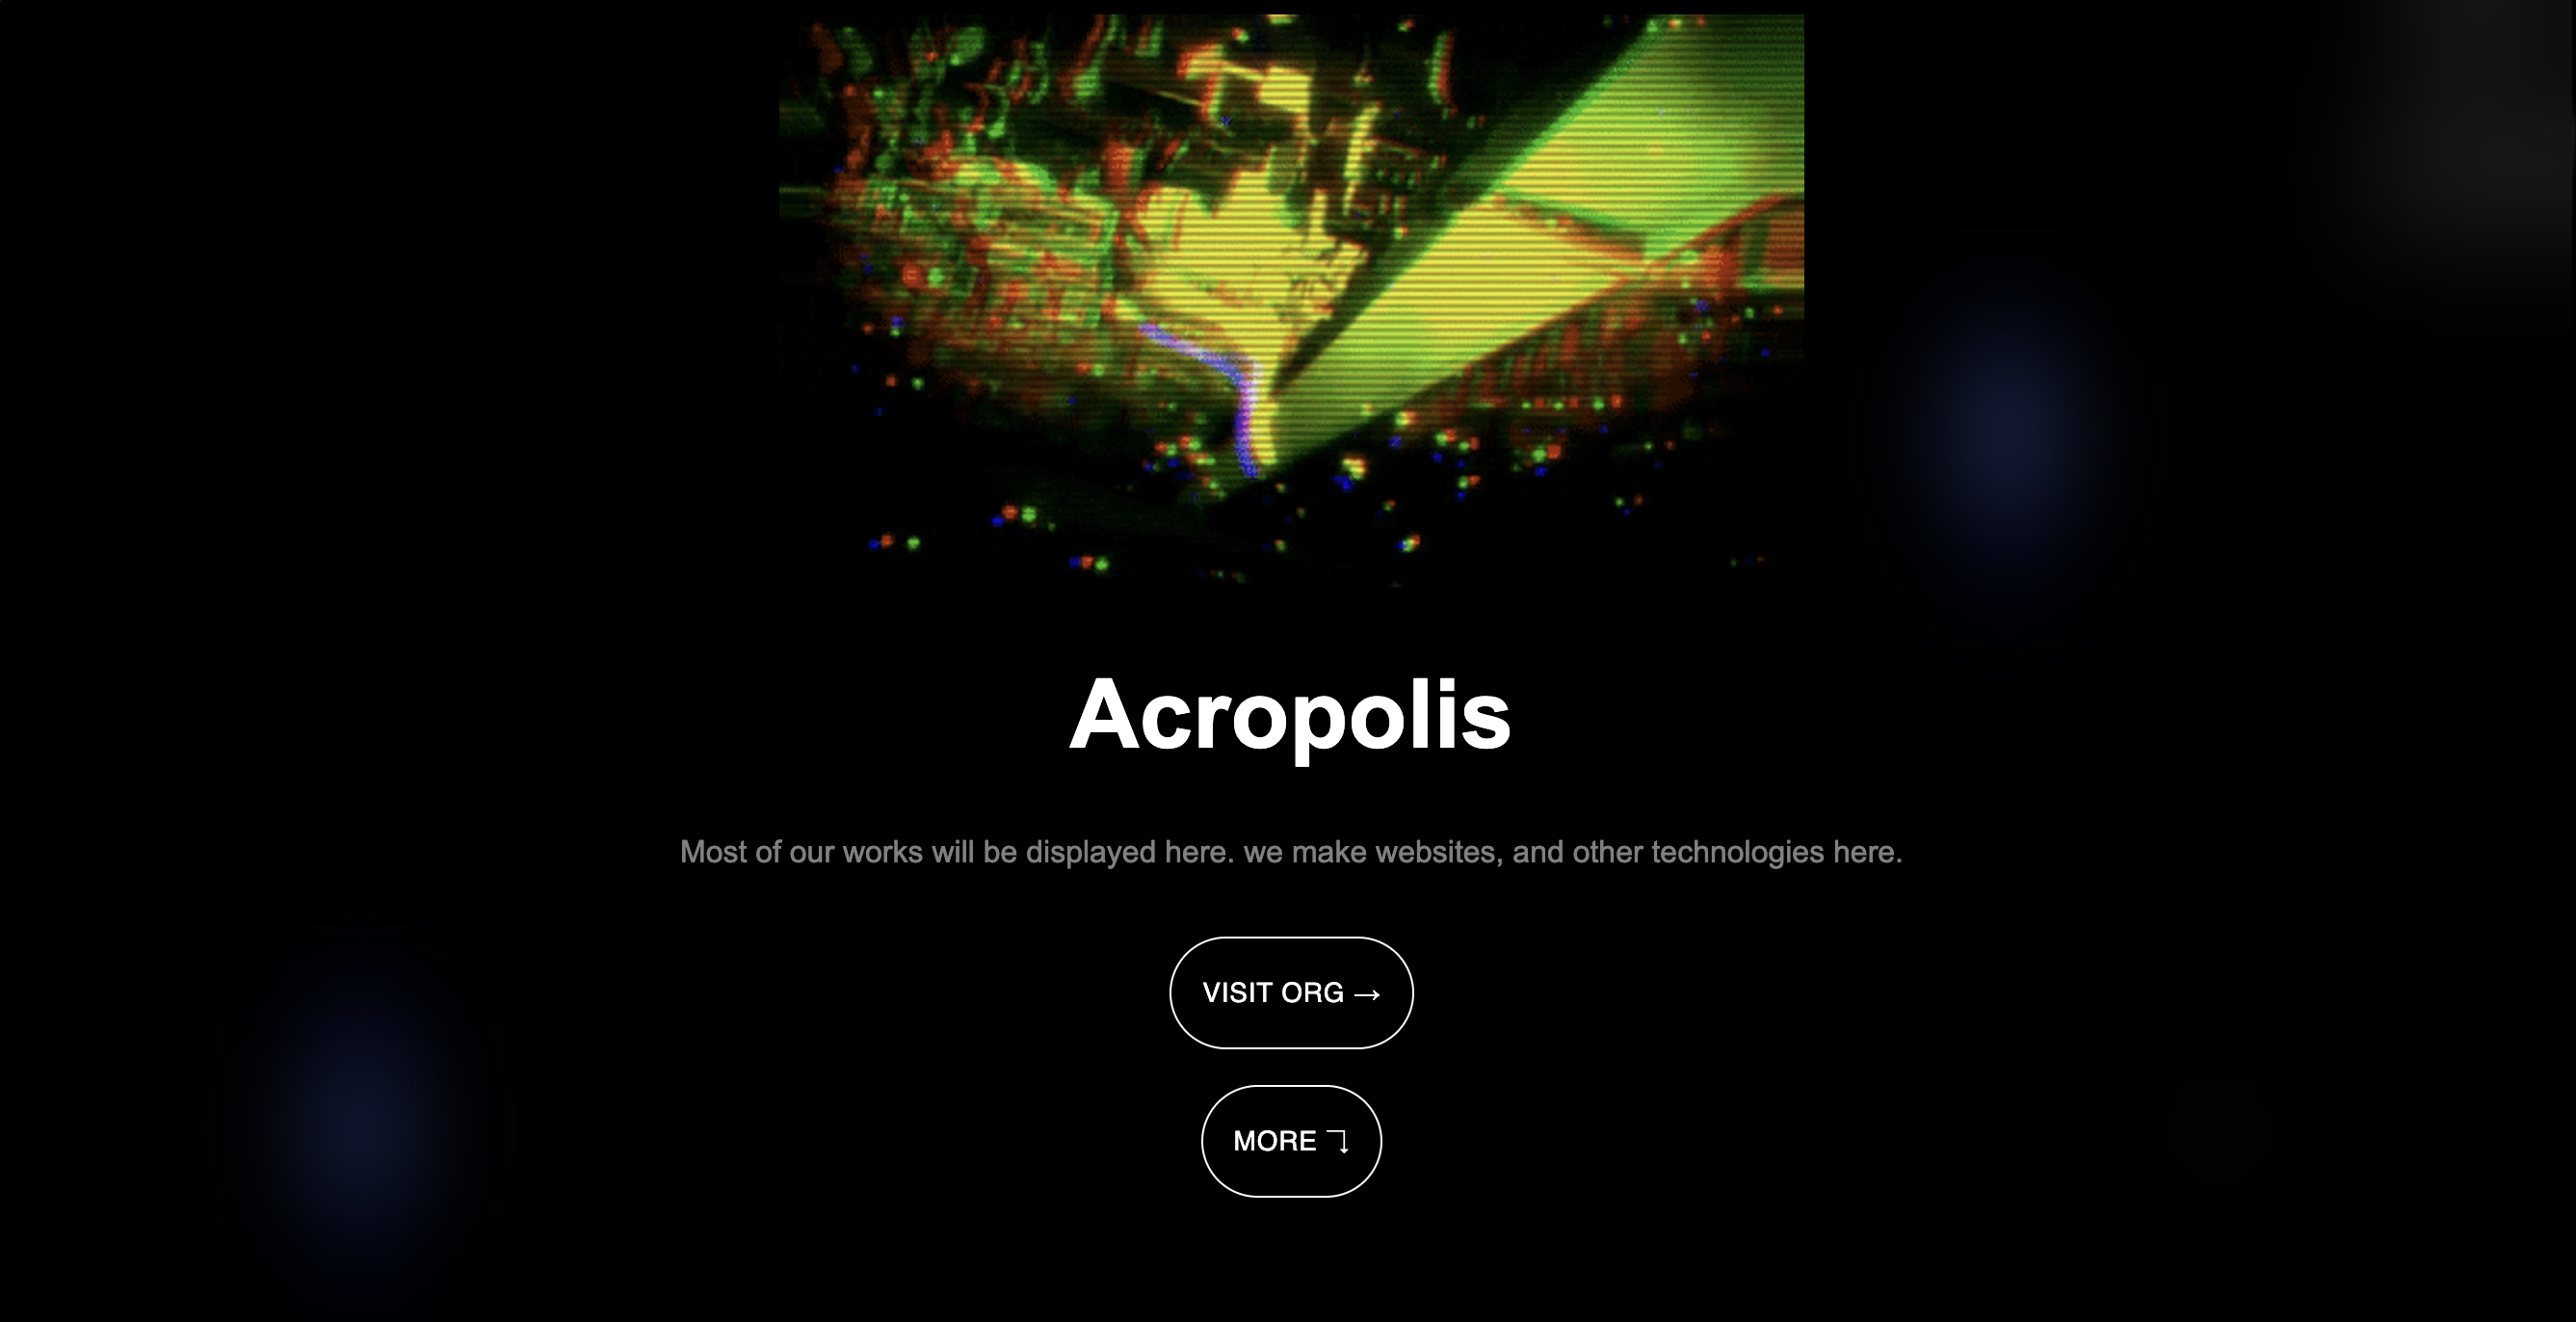 Acropolis
Most of our works will be displayed here. we make websites, and other technologies here.
VISIT ORG →
MORE ↴